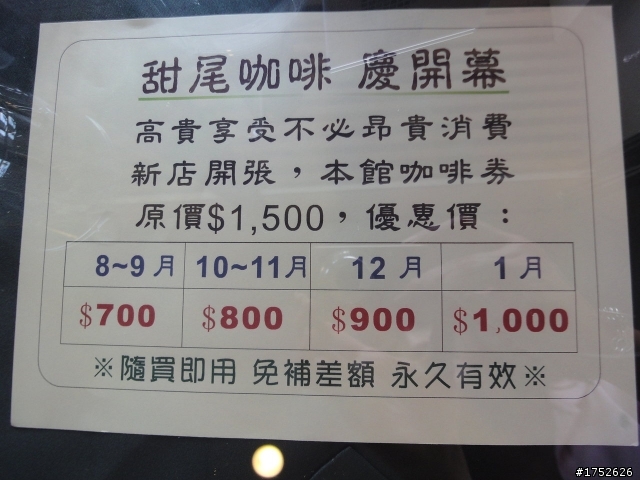 甜尾咖啡 慶開幕
高貴享受不必昂貴消費
新店開張，本館咖啡券
原價$1,500，優惠價：
8~9月 10~11月 12月 1月
$700 $800 $900 $1,000
※隨買即用 免補差額 永久有效※
#1752626